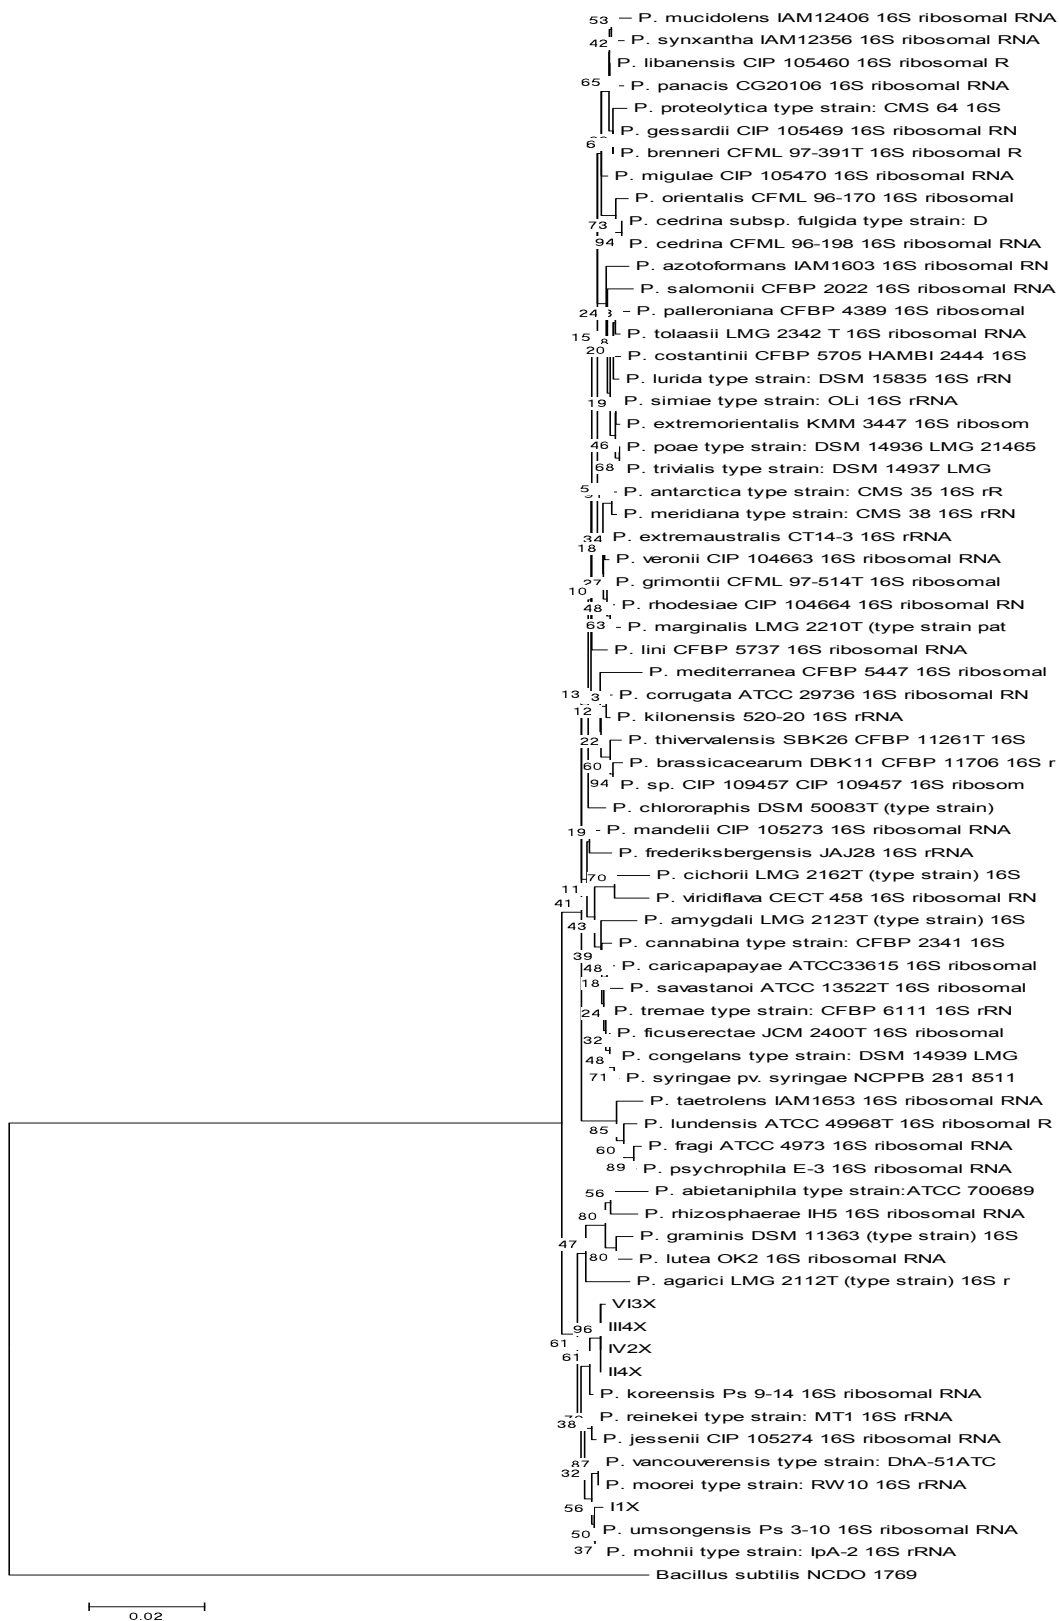 53 P. mucidolens IAM12406 16S ribosomal RNA
42 P. synxantha IAM12356 16S ribosomal RNA
P. libanensis CIP 105460 16S ribosomal R
65 P. panacis CG20106 16S ribosomal RNA
P. proteolytica type strain: CMS 64 16S
P. gessardii CIP 105469 16S ribosomal RN
6 P. brenneri CFML 97-391T 16S ribosomal R
P. migulae CIP 105470 16S ribosomal RNA
P. orientalis CFML 96-170 16S ribosomal
73 P. cedrina subsp. fulgida type strain: D
94 P. cedrina CFML 96-198 16S ribosomal RNA
P. azotoformans IAM1603 16S ribosomal RN
P. salomonii CFBP 2022 16S ribosomal RNA
24 3 P. palleroniana CFBP 4389 16S ribosomal
15 8 P. tolaasii LMG 2342 T 16S ribosomal RNA
20 P. costantinii CFBP 5705 HAMBI 2444 16S
P. lurida type strain: DSM 15835 16S rRN
19 P. simiae type strain: OLi 16S rRNA
P. extremorientalis KMM 3447 16S ribosom
46 P. poae type strain: DSM 14936 LMG 21465
68 P. trivialis type strain: DSM 14937 LMG
5 P. antarctica type strain: CMS 35 16S rR
P. meridiana type strain: CMS 38 16S rRN
34 P. extremaustralis CT14-3 16S rRNA
18 P. veronii CIP 104663 16S ribosomal RNA
27 P. grimontii CFML 97-514T 16S ribosomal
10
48 P. rhodesiae CIP 104664 16S ribosomal RN
63 P. marginalis LMG 2210T (type strain pat
P. lini CFBP 5737 16S ribosomal RNA
P. mediterranea CFBP 5447 16S ribosomal
13 3 P. corrugata ATCC 29736 16S ribosomal RN
12 P. kilonensis 520-20 16S rRNA
22 P. thivervalensis SBK26 CFBP 11261T 16S
60 P. brassicacearum DBK11 CFBP 11706 16S r
94 P. sp. CIP 109457 CIP 109457 16S ribosom
P. chlororaphis DSM 50083T (type strain)
19 P. mandelii CIP 105273 16S ribosomal RNA
P. frederiksbergensis JAJ28 16S rRNA
70 P. cichorii LMG 2162T (type strain) 16S
11 P. viridiflava CECT 458 16S ribosomal RN
41
43 P. amygdali LMG 2123T (type strain) 16S
P. cannabina type strain: CFBP 2341 16S
39
48 P. caricapapayae ATCC33615 16S ribosomal
18 P. savastanoi ATCC 13522T 16S ribosomal
24 P. tremae type strain: CFBP 6111 16S rRN
32 P. ficuserectae JCM 2400T 16S ribosomal
48 P. congelans type strain: DSM 14939 LMG
71 P. syringae pv. syringae NCPPB 281 8511
P. taetrolens IAM1653 16S ribosomal RNA
85 P. lundensis ATCC 49968T 16S ribosomal R
60 P. fragi ATCC 4973 16S ribosomal RNA
89 P. psychrophila E-3 16S ribosomal RNA
56 P. abietaniphila type strain:ATCC 700689
80 P. rhizosphaerae IH5 16S ribosomal RNA
47 P. graminis DSM 11363 (type strain) 16S
80 P. lutea OK2 16S ribosomal RNA
P. agarici LMG 2112T (type strain) 16S r
VI3X
96 III4X
61 IV2X
61 II4X
P. koreensis Ps 9-14 16S ribosomal RNA
P. reinekei type strain: MT1 16S rRNA
38 P. jessenii CIP 105274 16S ribosomal RNA
87 P. vancouverensis type strain: DhA-51ATC
32 P. moorei type strain: RW10 16S rRNA
56 I1X
50 P. umsongensis Ps 3-10 16S ribosomal RNA
37 P. mohnii type strain: IpA-2 16S rRNA
Bacillus subtilis NCDO 1769
0.02